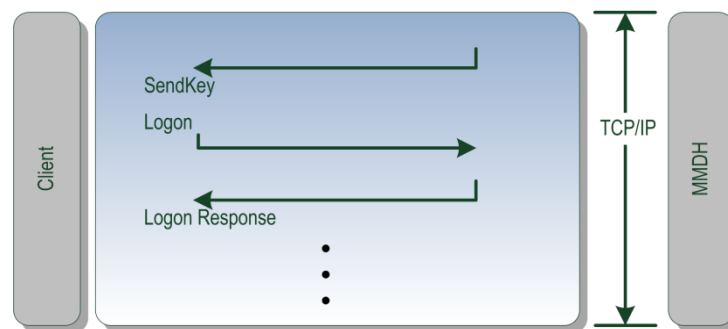 Client
SendKey
Logon
Logon Response
TCP/IP
MMDH